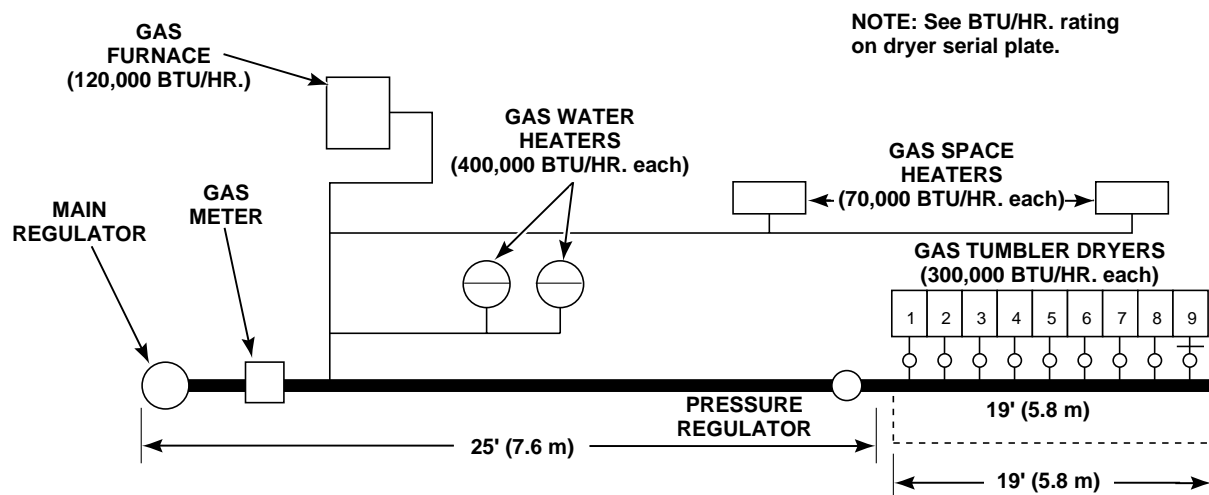 GAS
FURNACE
(120,000 BTU/HR.)
NOTE: See BTU/HR. rating
on dryer serial plate.
GAS WATER
HEATERS
(400,000 BTU/HR. each)
GAS SPACE
HEATERS
(70,000 BTU/HR. each)
MAIN
REGULATOR
GAS
METER
GAS TUMBLER DRYERS
(300,000 BTU/HR. each)
1 2 3 4 5 6 7 8 9
PRESSURE
REGULATOR
19' (5.8 m)
25' (7.6 m)
19' (5.8 m)